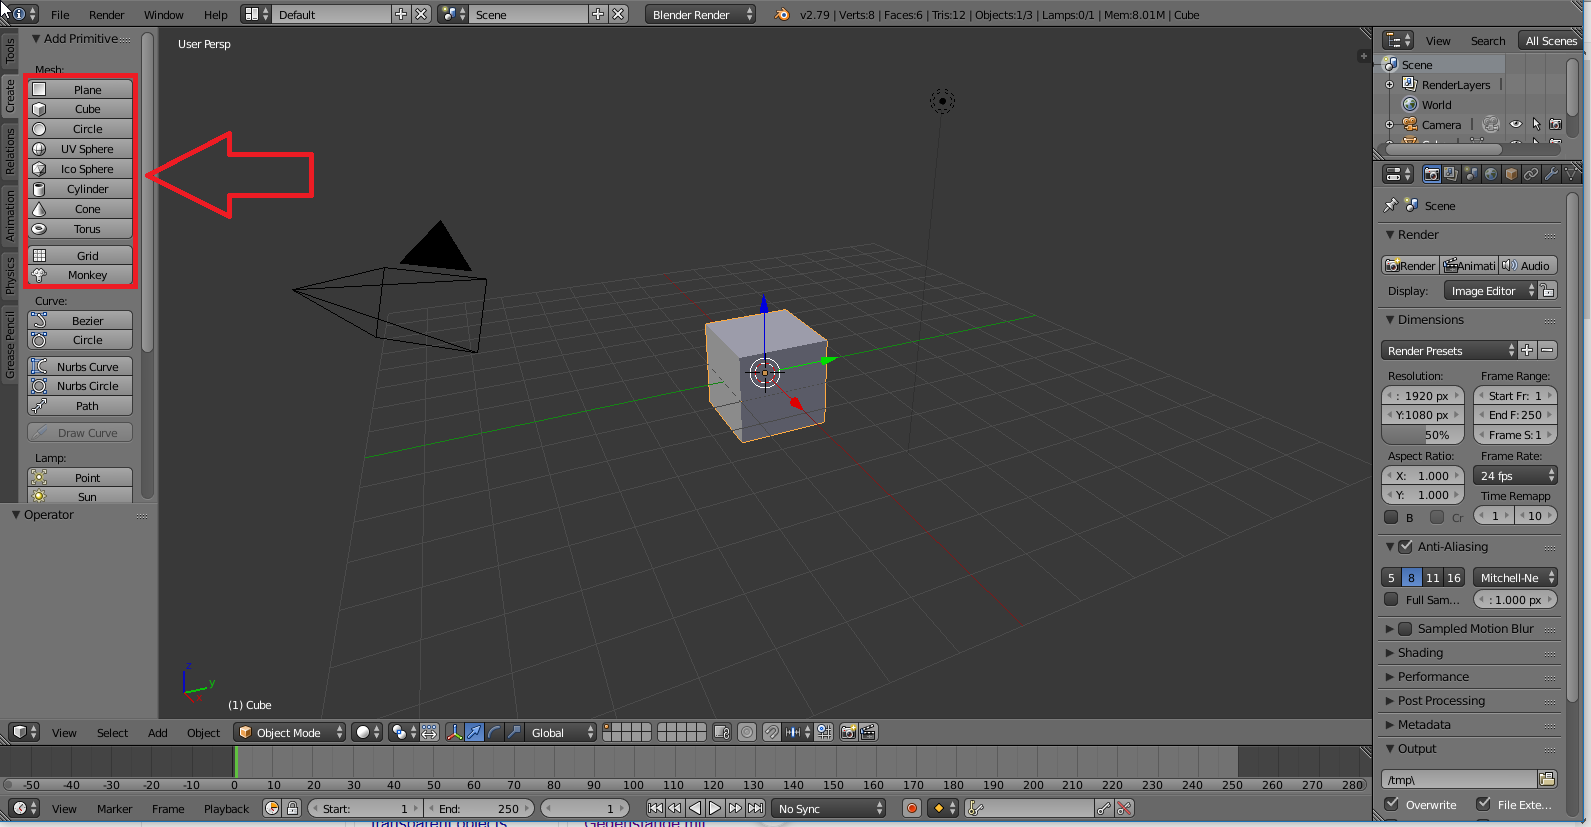 File Render Window Help Default Scene Blender Render v2.79 | Verts:8 | Faces:6 | Tris:12 | Objects:1/3 | Lamps:0/1 | Mem:8.01M | Cube
Tools
Create
Relations
Animation
Physics
Grease Pencil
Add Primitive
Mesh:
Plane
Cube
Circle
UV Sphere
Ico Sphere
Cylinder
Cone
Torus
Grid
Monkey
Curve:
Bezier
Circle
Nurbs Curve
Nurbs Circle
Path
Draw Curve
Lamp:
Point
Sun
Operator
User Persp
z
y
x
(1) Cube
View Select Add Object Object Mode Global
-50 -40 -30 -20 -10 0 10 20 30 40 50 60 70 80 90 100 110 120 130 140 150 160 170 180 190 200 210 220 230 240 250 260 270 280
View Marker Frame Playback Start: 1 End: 250 1 No Sync
View Search All Scenes
Scene
RenderLayers
World
Camera
Scene
Render
Render Animati Audio
Display: Image Editor
Dimensions
Render Presets
Resolution: Frame Range:
: 1920 px Start Fr: 1
Y:1080 px End F:250
50% Frame S:1
Aspect Ratio: Frame Rate:
X: 1.000 24 fps
Y: 1.000 Time Remapp
B Cr 1 10
Anti-Aliasing
5 8 11 16 Mitchell-Ne
Full Sam... : 1.000 px
Sampled Motion Blur
Shading
Performance
Post Processing
Metadata
Output
/tmp\
Overwrite File Exte...